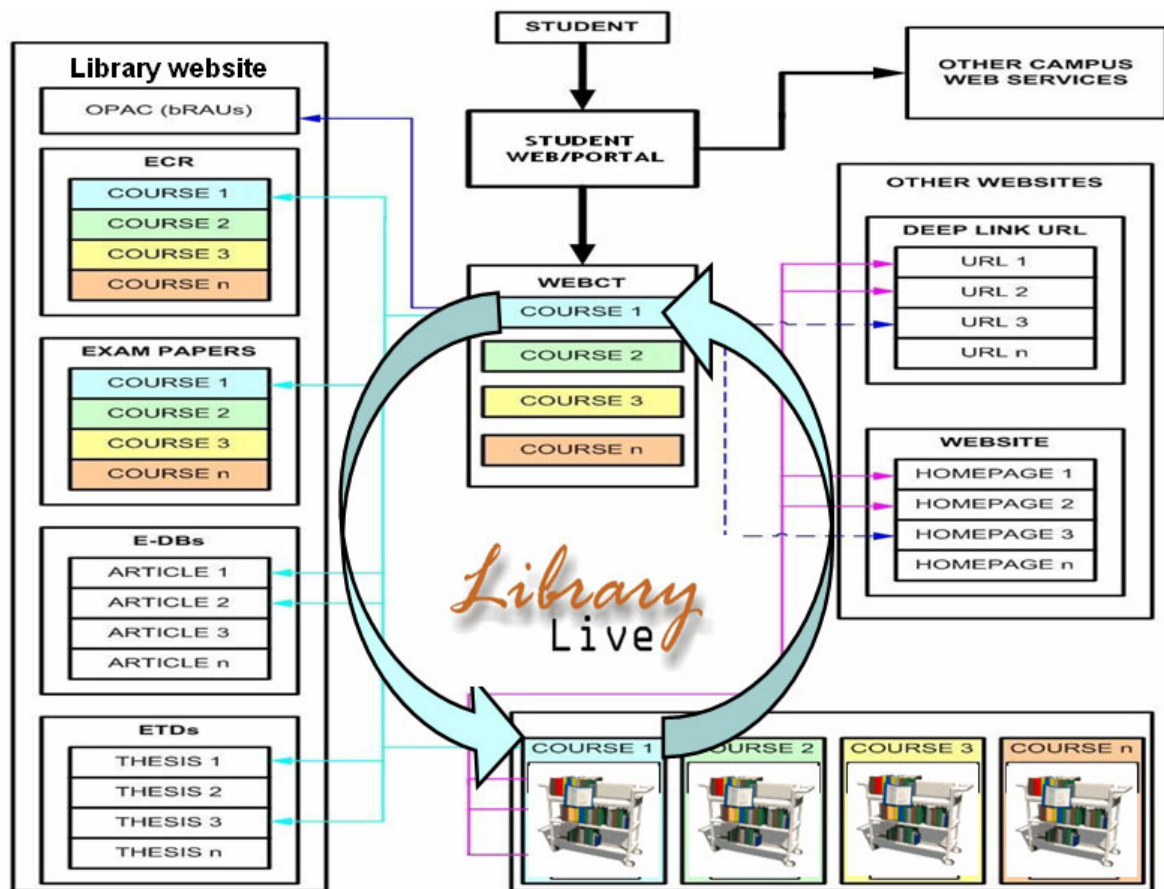 STUDENT
Library website
OPAC (bRAUs)
ECR
COURSE 1
COURSE 2
COURSE 3
COURSE n
EXAM PAPERS
COURSE 1
COURSE 2
COURSE 3
COURSE n
E-DBs
ARTICLE 1
ARTICLE 2
ARTICLE 3
ARTICLE n
ETDs
THESIS 1
THESIS 2
THESIS 3
THESIS n
STUDENT
WEB/PORTAL
WEBCT
COURSE 1
COURSE 2
COURSE 3
COURSE n
Library
Live
OTHER CAMPUS
WEB SERVICES
OTHER WEBSITES
DEEP LINK URL
URL 1
URL 2
URL 3
URL n
WEBSITE
HOMEPAGE 1
HOMEPAGE 2
HOMEPAGE 3
HOMEPAGE n
COURSE 1
COURSE 2
COURSE 3
COURSE n